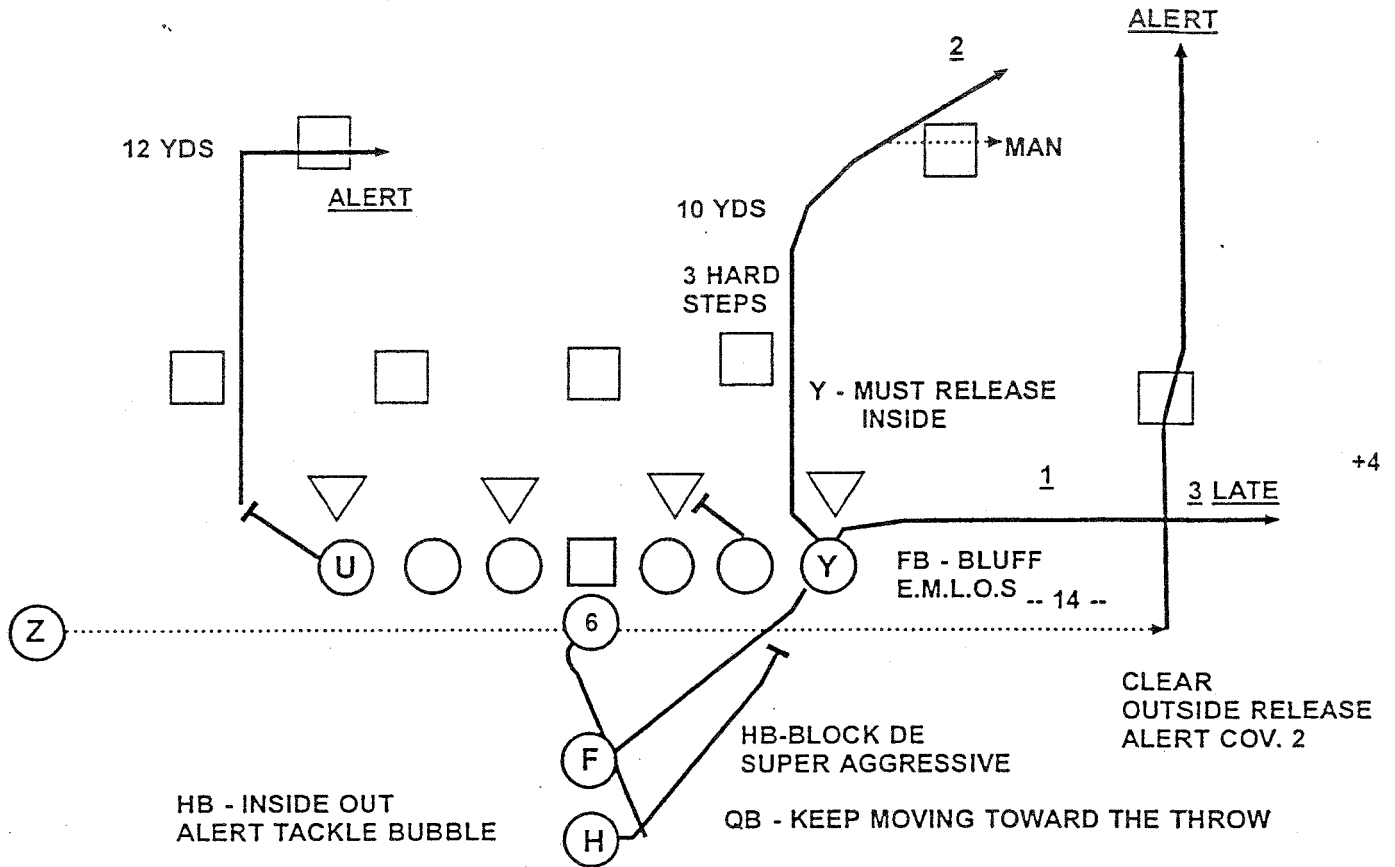 ALERT
2
12 YDS
MAN
ALERT
10 YDS
3 HARD
STEPS
Y - MUST RELEASE
INSIDE
+4
1
3 LATE
U
Y
FB - BLUFF
E.M.L.O.S
-- 14 --
Z
6
CLEAR
OUTSIDE RELEASE
ALERT COV. 2
F
HB-BLOCK DE
SUPER AGGRESSIVE
HB - INSIDE OUT
ALERT TACKLE BUBBLE
H
QB - KEEP MOVING TOWARD THE THROW